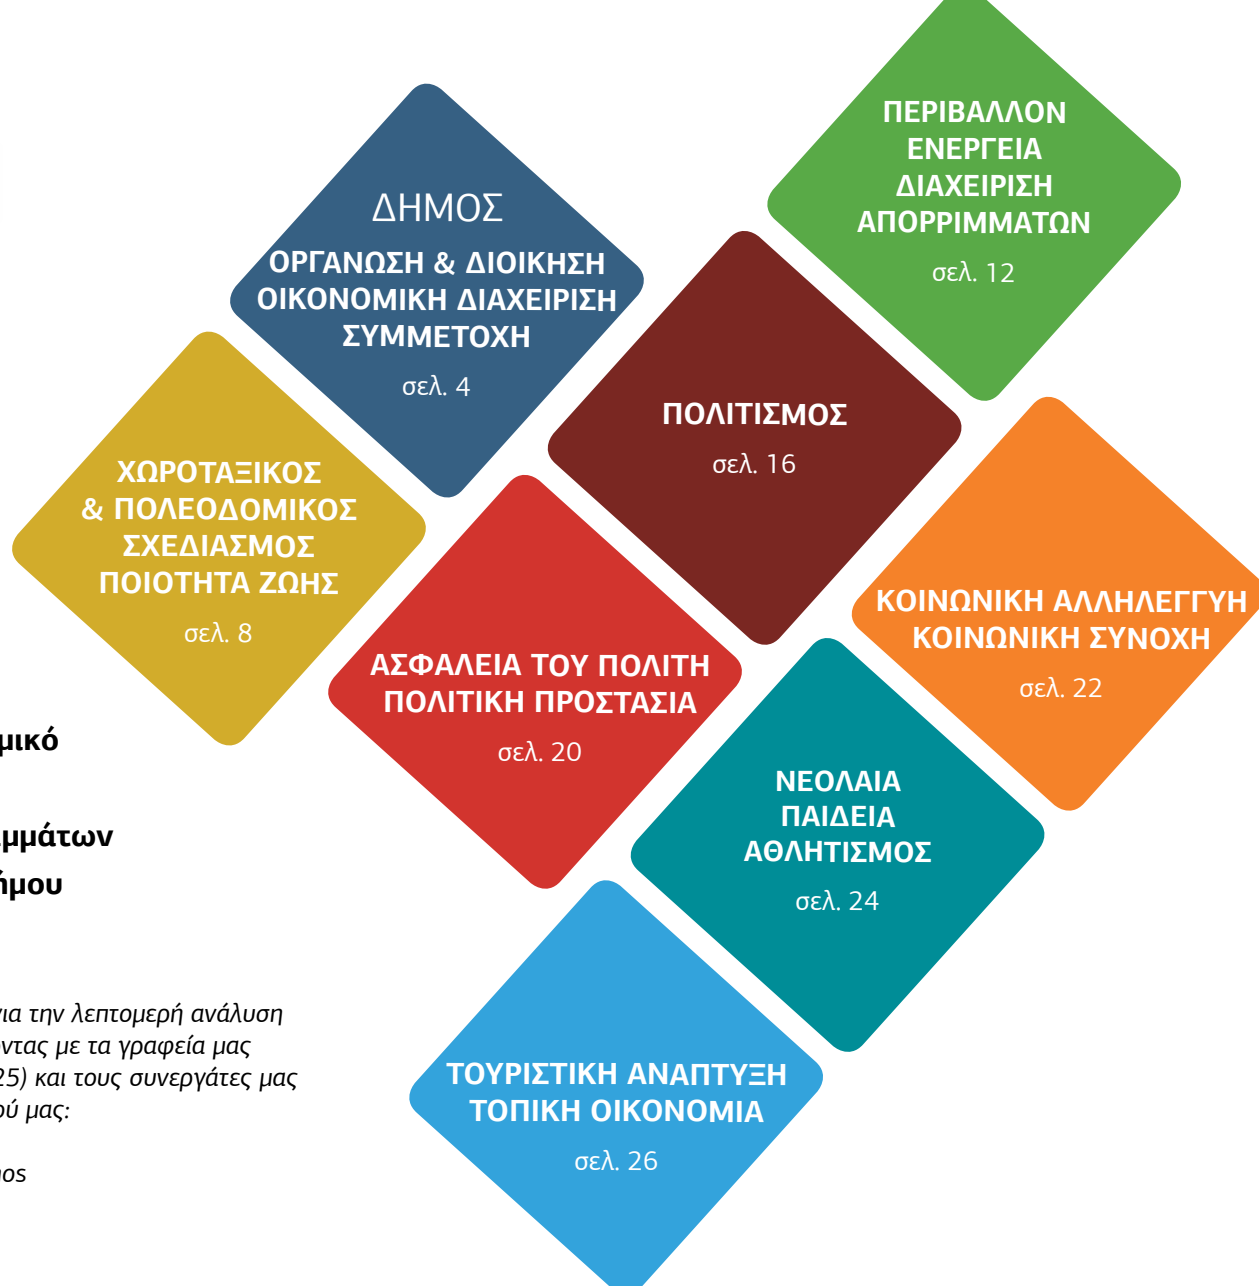 ΠΕΡΙΒΑΛΛΟΝ
ΕΝΕΡΓΕΙΑ
ΔΙΑΧΕΙΡΙΣΗ
ΑΠΟΡΡΙΜΜΑΤΩΝ
σελ. 12
ΔΗΜΟΣ
ΟΡΓΑΝΩΣΗ & ΔΙΟΙΚΗΣΗ
ΟΙΚΟΝΟΜΙΚΗ ΔΙΑΧΕΙΡΙΣΗ
ΣΥΜΜΕΤΟΧΗ
σελ. 4
ΠΟΛΙΤΙΣΜΟΣ
σελ. 16
ΧΩΡΟΤΑΞΙΚΟΣ
& ΠΟΛΕΟΔΟΜΙΚΟΣ
ΣΧΕΔΙΑΣΜΟΣ
ΠΟΙΟΤΗΤΑ ΖΩΗΣ
σελ. 8
ΚΟΙΝΩΝΙΚΗ ΑΛΛΗΛΕΓΓΥΗ
ΚΟΙΝΩΝΙΚΗ ΣΥΝΟΧΗ
σελ. 22
ΑΣΦΑΛΕΙΑ ΤΟΥ ΠΟΛΙΤΗ
ΠΟΛΙΤΙΚΗ ΠΡΟΣΤΑΣΙΑ
σελ. 20
ΝΕΟΛΑΙΑ
ΠΑΙΔΕΙΑ
ΑΘΛΗΤΙΣΜΟΣ
σελ. 24
ΤΟΥΡΙΣΤΙΚΗ ΑΝΑΠΤΥΞΗ
ΤΟΠΙΚΗ ΟΙΚΟΝΟΜΙΑ
σελ. 26
μικό
μμάτων
ήμου
για την λεπτομερή ανάλυση
οντας με τα γραφεία μας
25) και τους συνεργάτες μας
ού μας:
os